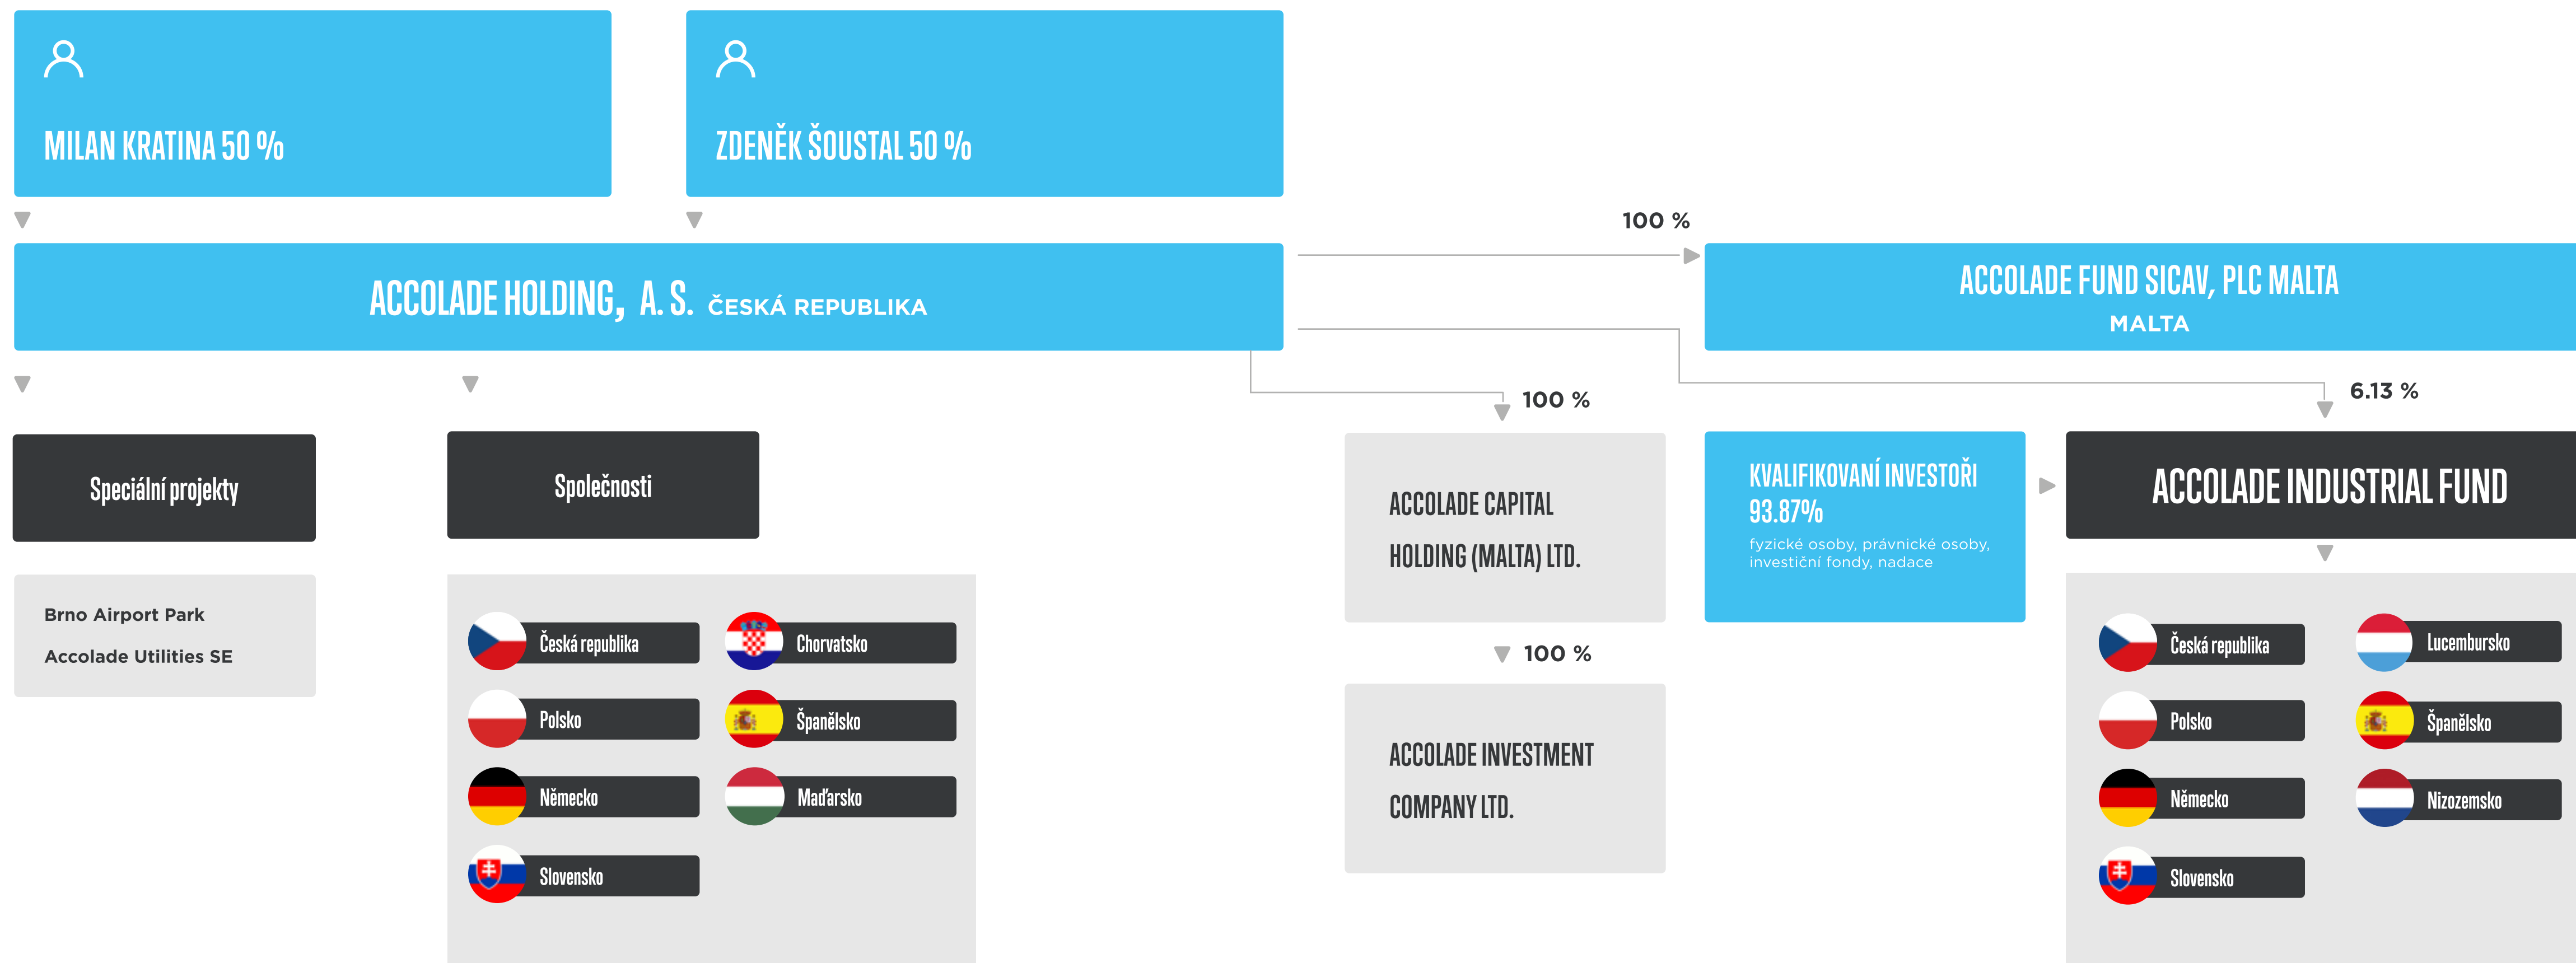 MILAN KRATINA 50 %
ZDENĚK ŠOUSTAL 50 %
ACCOLADE HOLDING, A. S. ČESKÁ REPUBLIKA
100 %
ACCOLADE FUND SICAV, PLC MALTA
MALTA
100 %
6.13 %
Speciální projekty
Brno Airport Park
Accolade Utilities SE
Společnosti
Česká republika
Chorvatsko
Polsko
Španělsko
Německo
Maďarsko
Slovensko
ACCOLADE CAPITAL
HOLDING (MALTA) LTD.
100 %
ACCOLADE INVESTMENT
COMPANY LTD.
KVALIFIKOVANÍ INVESTOŘI
93.87%
fyzické osoby, právnické osoby,
investiční fondy, nadace
ACCOLADE INDUSTRIAL FUND
Česká republika
Lucembursko
Polsko
Španělsko
Německo
Nizozemsko
Slovensko